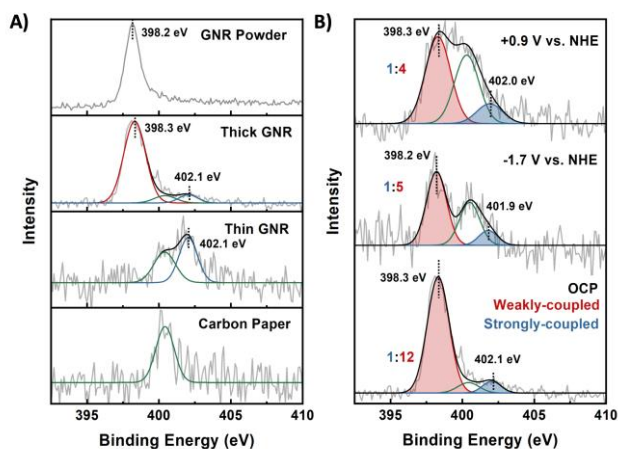 A)
398.2 eV
GNR Powder
398.3 eV
Thick GNR
402.1 eV
Thin GNR
402.1 eV
Carbon Paper
Intensity
395 400 405 410
Binding Energy (eV)
B)
398.3 eV
+0.9 V vs. NHE
1:4
402.0 eV
398.2 eV
-1.7 V vs. NHE
1:5
401.9 eV
398.3 eV
OCP
Weakly-coupled
Strongly-coupled
1:12
402.1 eV
Intensity
395 400 405 410
Binding Energy (eV)